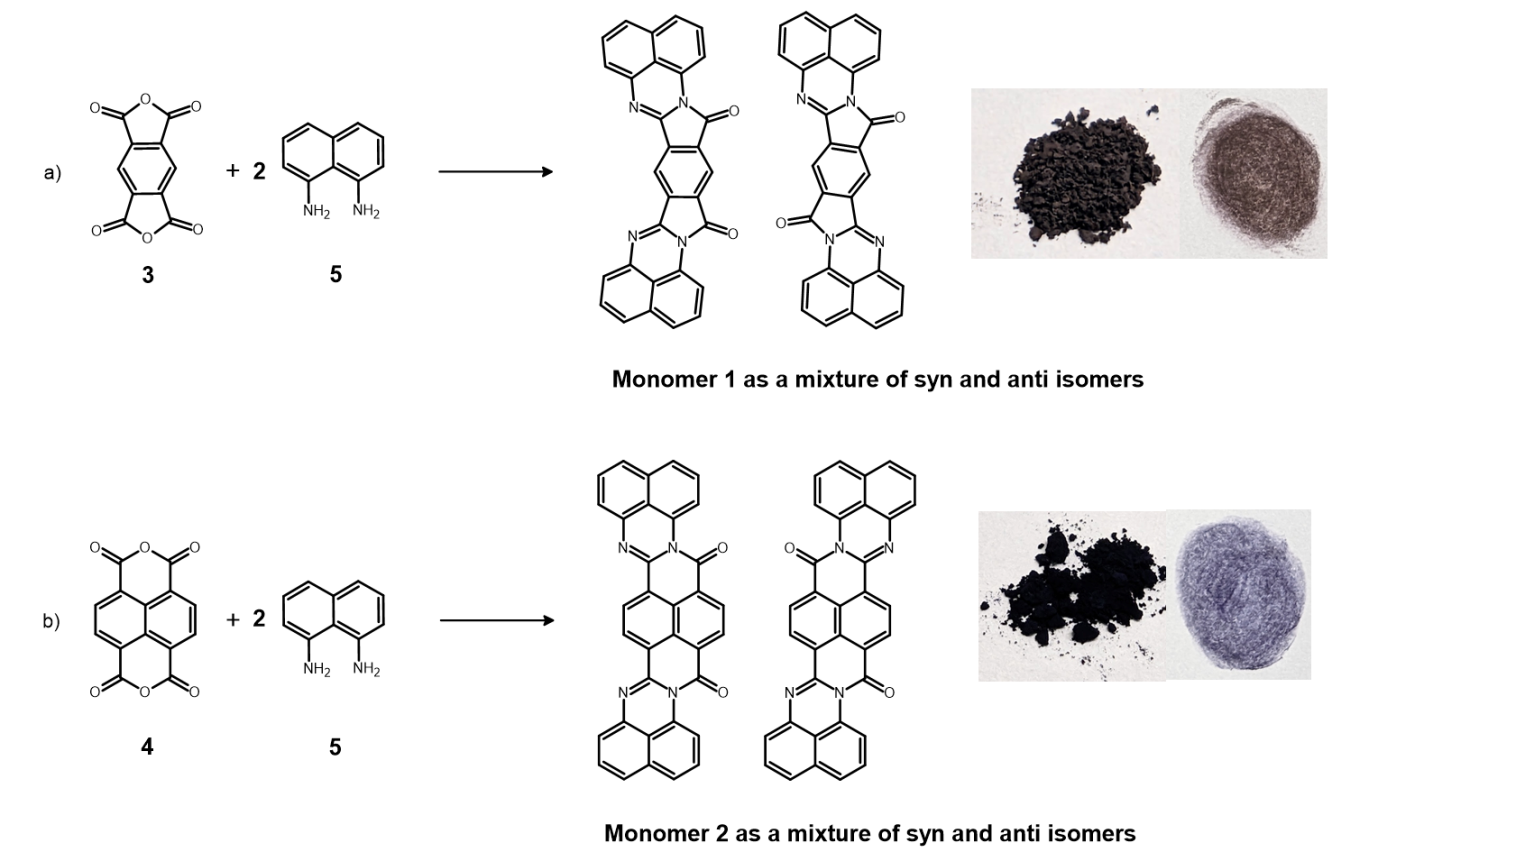 a)
O O O
O O O
3
+ 2
NH₂ NH₂
5
N N O
N N O
N N O
O N N
Monomer 1 as a mixture of syn and anti isomers
b)
O O O
O O O
4
+ 2
NH₂ NH₂
5
N N O
N N O
O N N
N N O
Monomer 2 as a mixture of syn and anti isomers